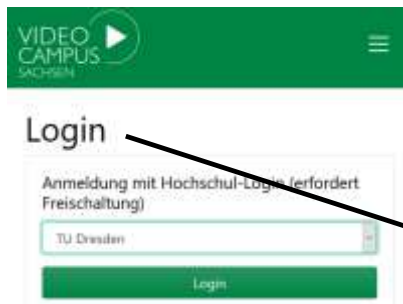 VIDEO
CAMPUS
SACHSEN
Login
Anmeldung mit Hochschul-Login (erfordert
Freischaltung)
TU Dresden
Login